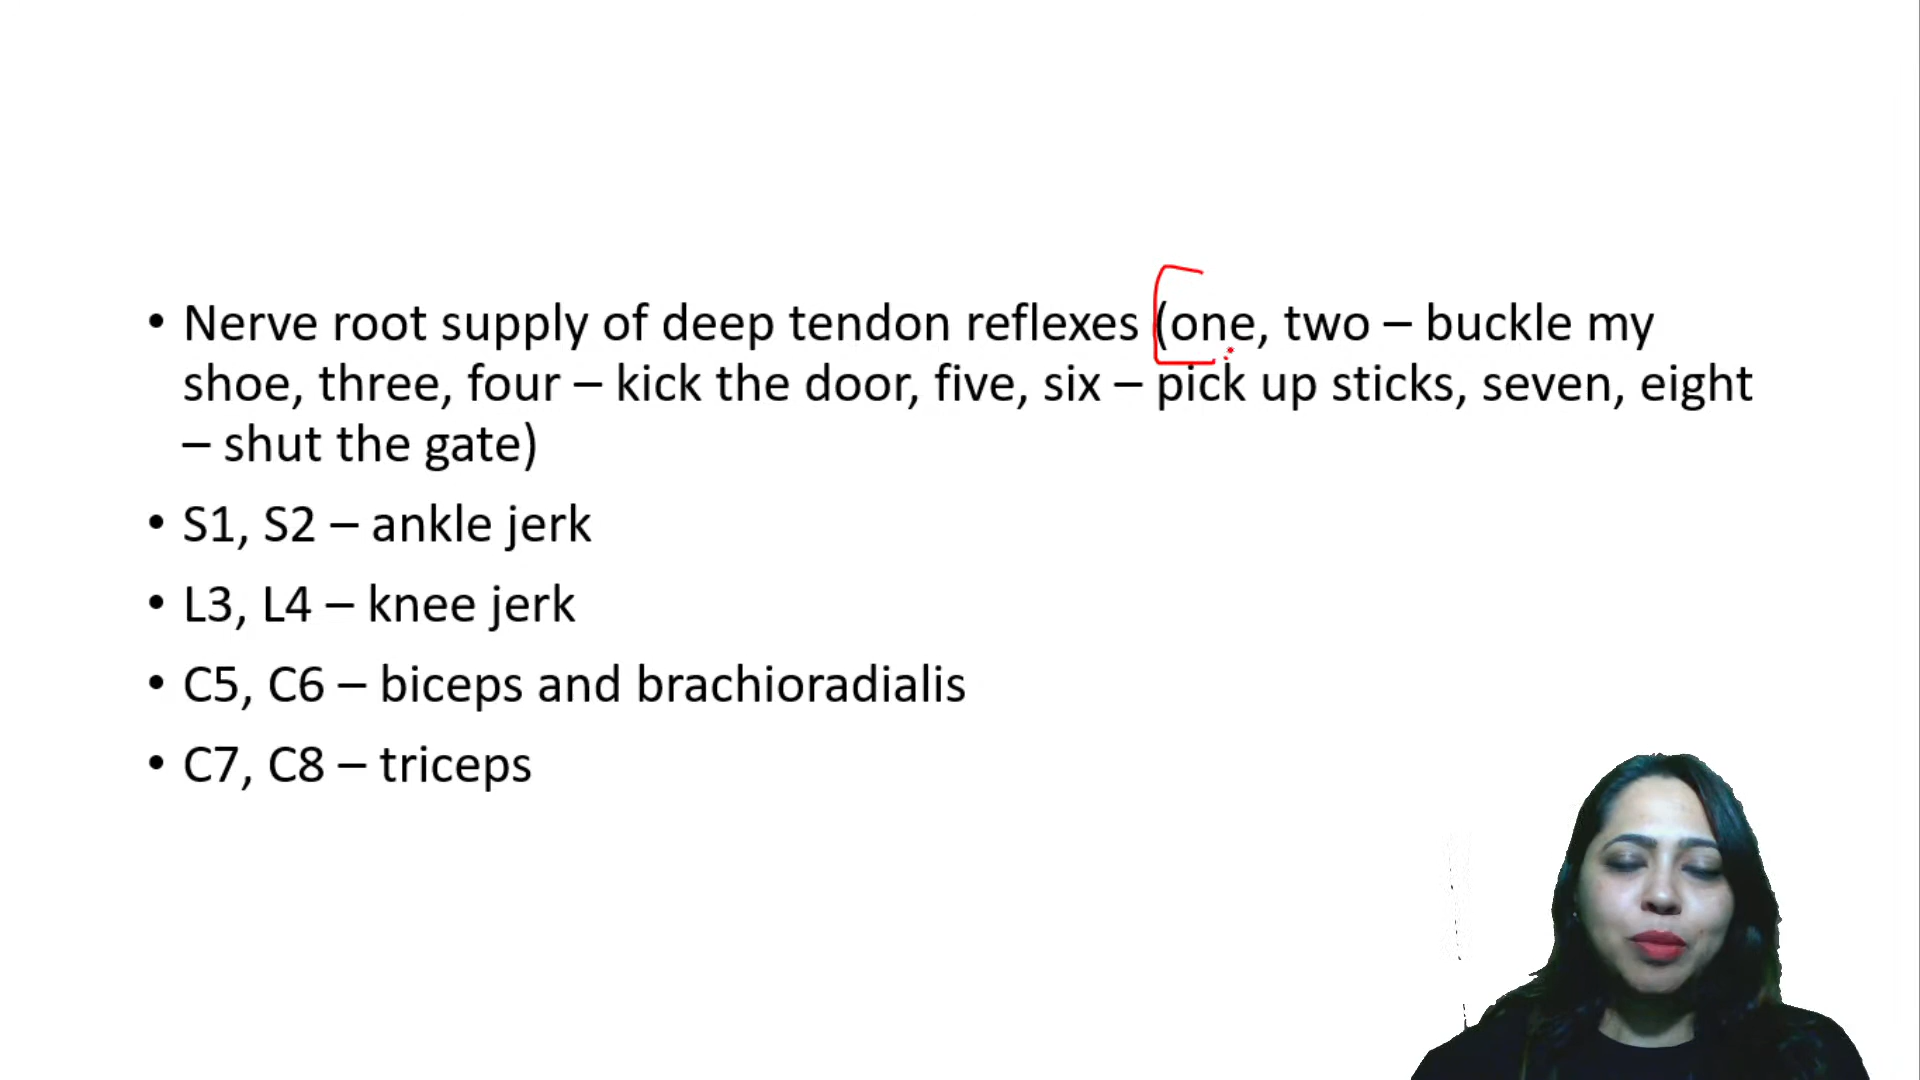 • Nerve root supply of deep tendon reflexes (one, two – buckle my
shoe, three, four – kick the door, five, six – pick up sticks, seven, eight
– shut the gate)
• S1, S2 – ankle jerk
• L3, L4 – knee jerk
• C5, C6 – biceps and brachioradialis
• C7, C8 – triceps